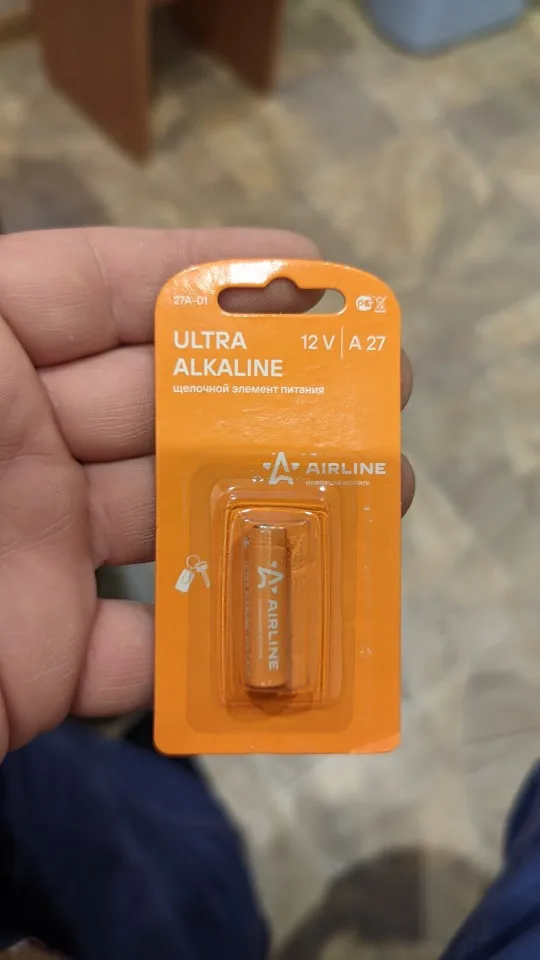 27A-01
ULTRA
ALKALINE
12 V | A 27
щелочной элемент питания
AIRLINE
AIRLINE